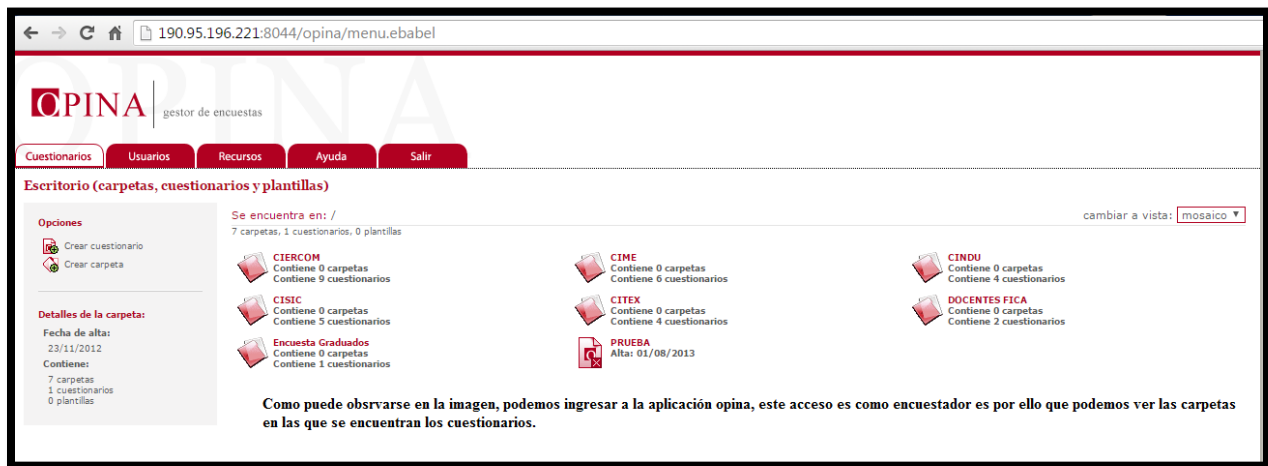 190.95.196.221:8044/opina/menu.ebabel
OPINA
OPINA gestor de encuestas
Cuestionarios Usuarios Recursos Ayuda Salir
Escritorio (carpetas, cuestionarios y plantillas)
Opciones
Crear cuestionario
Crear carpeta
Detalles de la carpeta:
Fecha de alta:
23/11/2012
Contiene:
7 carpetas
1 cuestionarios
0 plantillas
Se encuentra en: / cambiar a vista: mosaico
7 carpetas, 1 cuestionarios, 0 plantillas
CIERCOM
Contiene 0 carpetas
Contiene 9 cuestionarios
CIME
Contiene 0 carpetas
Contiene 6 cuestionarios
CINDU
Contiene 0 carpetas
Contiene 4 cuestionarios
CISIC
Contiene 0 carpetas
Contiene 5 cuestionarios
CITEX
Contiene 0 carpetas
Contiene 4 cuestionarios
DOCENTES FICA
Contiene 0 carpetas
Contiene 2 cuestionarios
Encuesta Graduados
Contiene 0 carpetas
Contiene 1 cuestionarios
PRUEBA
Alta: 01/08/2013
Como puede obsrvarse en la imagen, podemos ingresar a la aplicación opina, este acceso es como encuestador es por ello que podemos ver las carpetas
en las que se encuentran los cuestionarios.